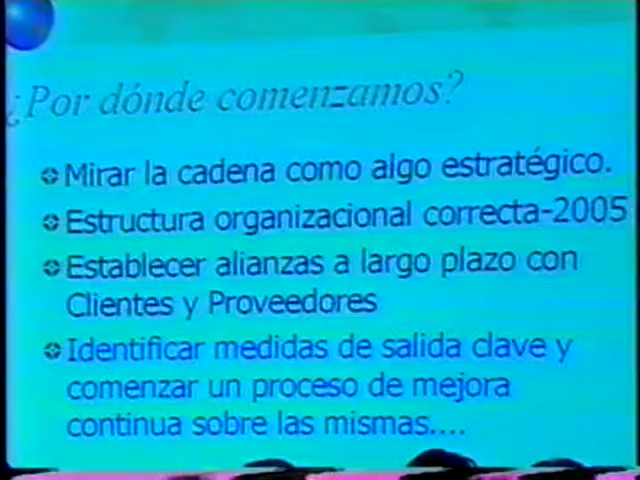 ¿Por dónde comenzamos?
Mirar la cadena como algo estratégico.
Estructura organizacional correcta-2005
Establecer alianzas a largo plazo con
Clientes y Proveedores
Identificar medidas de salida clave y
comenzar un proceso de mejora
continua sobre las mismas....